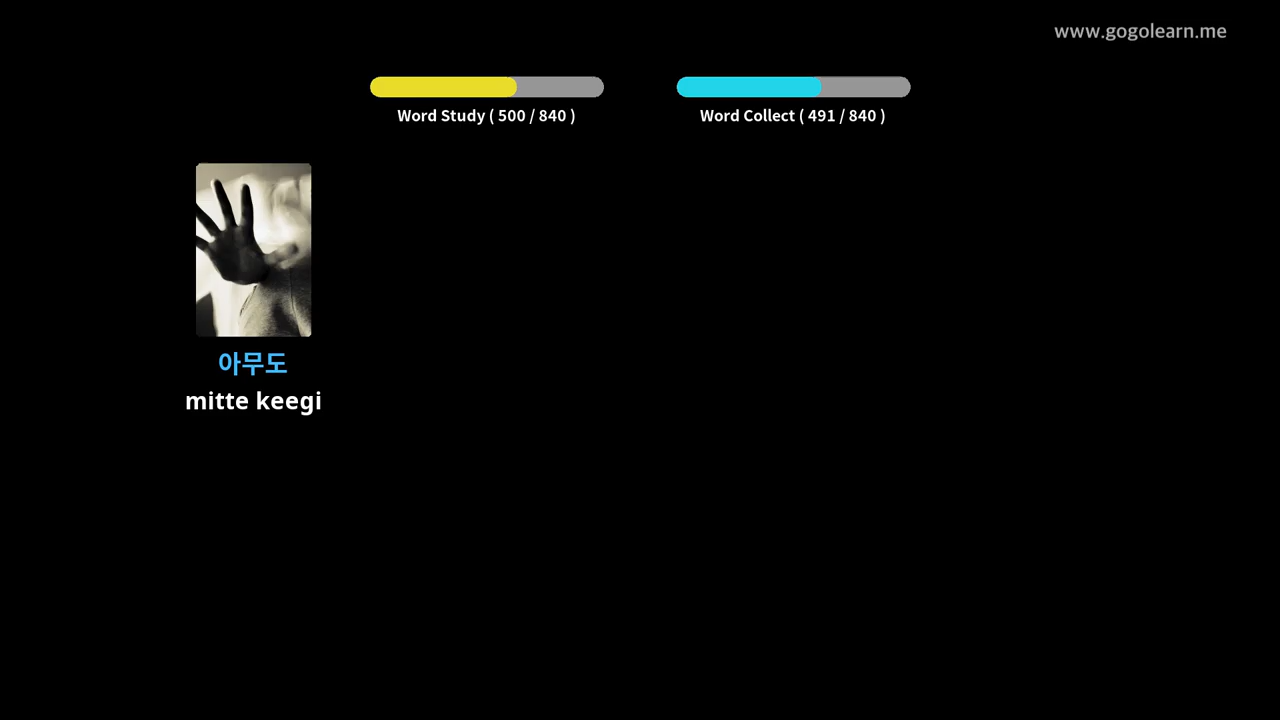 www.gogolearn.me
Word Study ( 500 / 840 )
Word Collect ( 491 / 840 )
아무도
mitte keegi